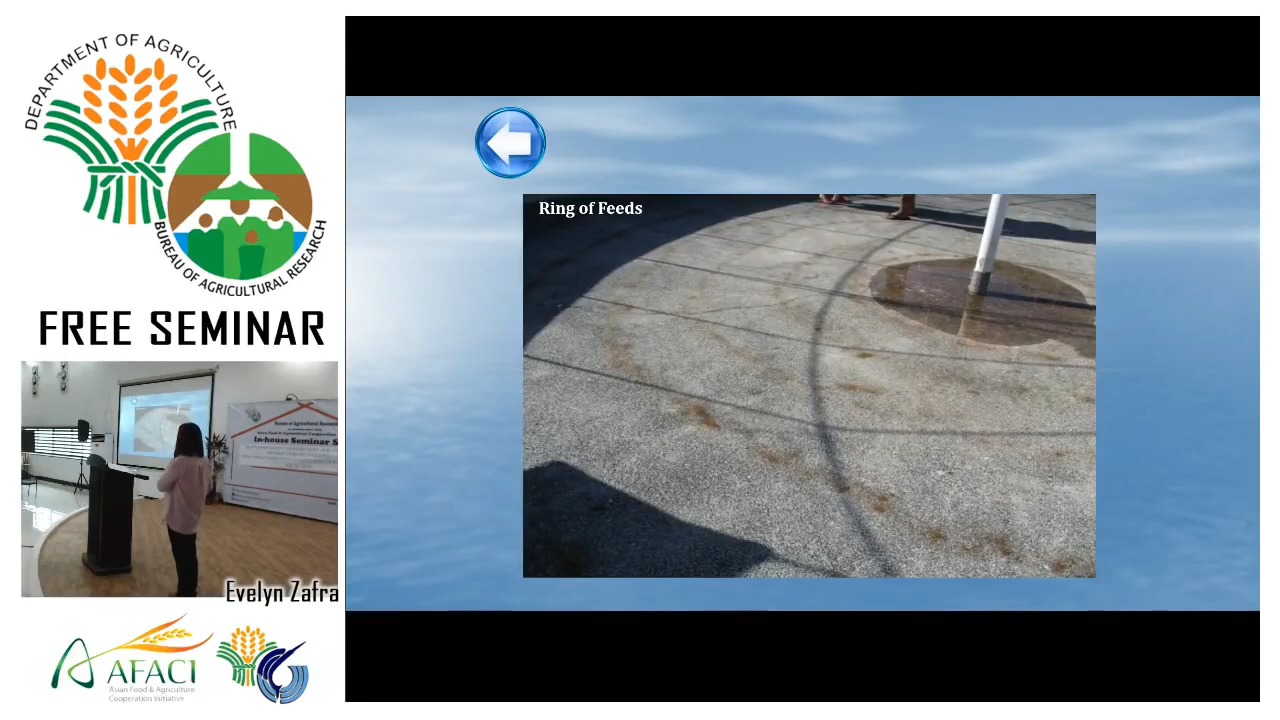 DEPARTMENT OF AGRICULTURE
BUREAU OF AGRICULTURAL RESEARCH
FREE SEMINAR
Ring of Feeds
In-house Seminar S
Evelyn Zafra
AFACI
Asian Food & Agriculture
Cooperation Initiative